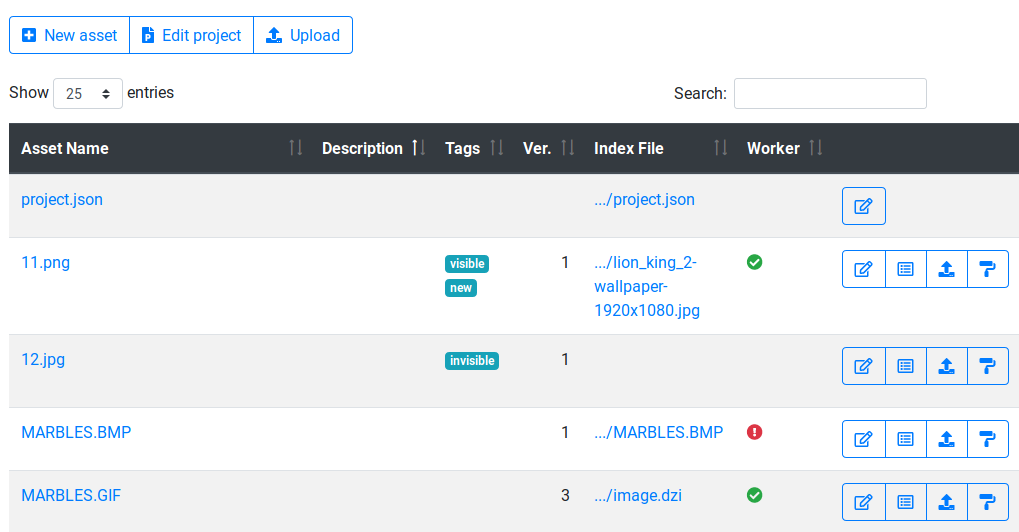 New asset Edit project Upload
Show 25 entries Search:
Asset Name Description Tags Ver. Index File Worker
project.json .../project.json
11.png visible 1 .../lion_king_2-
new wallpaper-
1920x1080.jpg
12.jpg invisible 1
MARBLES.BMP 1 .../MARBLES.BMP
MARBLES.GIF 3 .../image.dzi